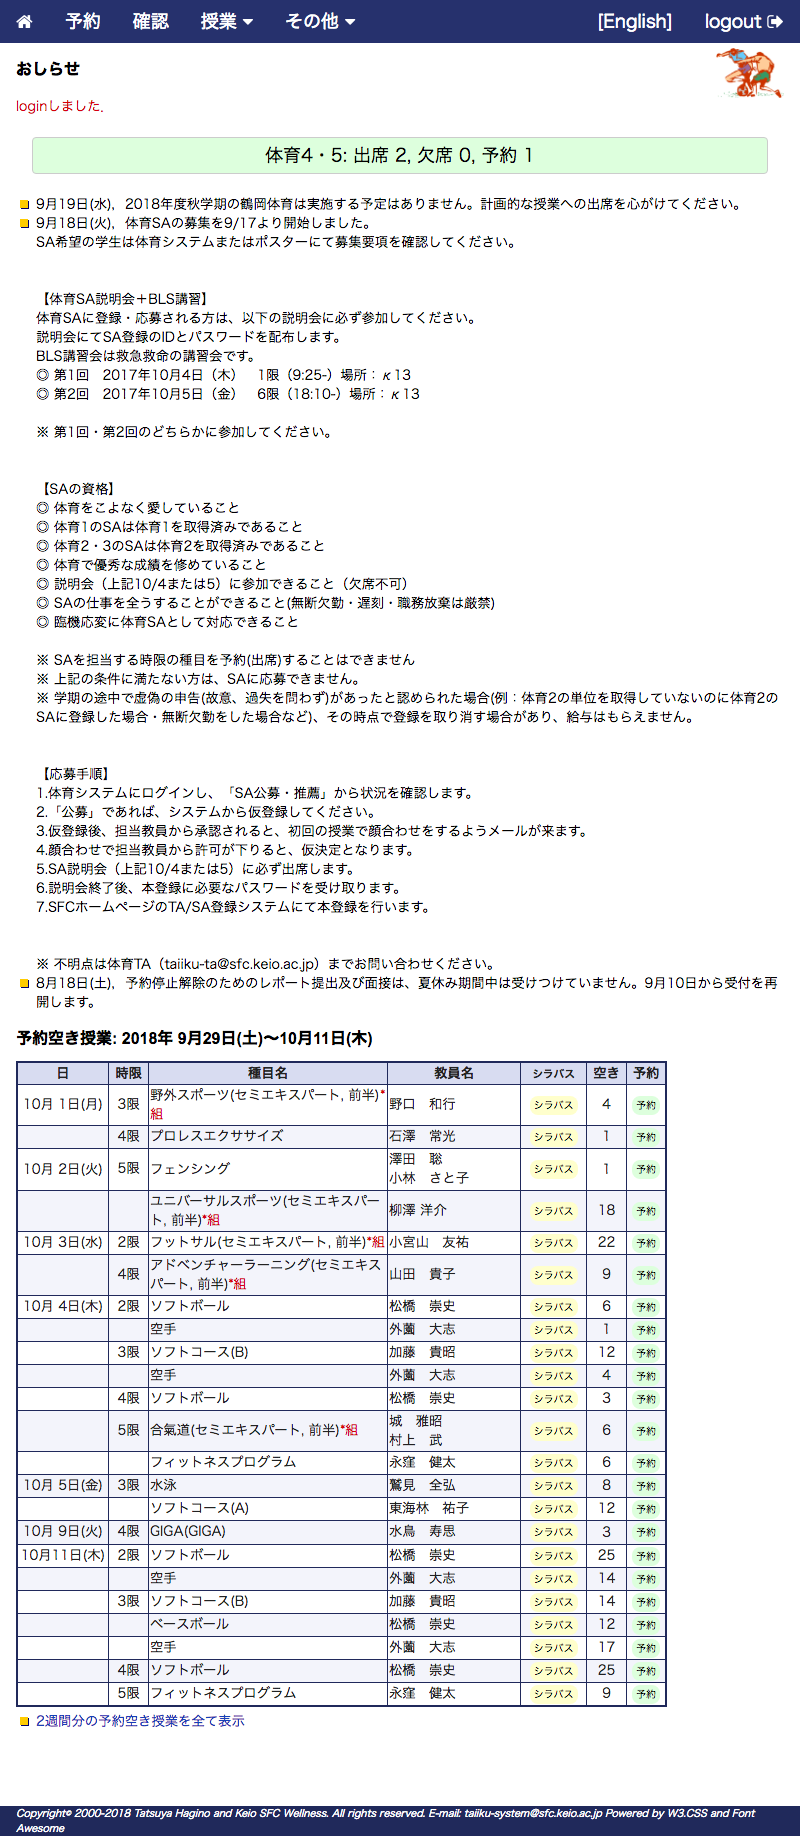 予約 確認 授業 その他 [English] logout
おしらせ
loginしました.
体育4・5: 出席 2, 欠席 0, 予約 1
9月19日(水), 2018年度秋学期の鶴岡体育は実施する予定はありません。計画的な授業への出席を心がけてください。
9月18日(火), 体育SAの募集を9/17より開始しました。
SA希望の学生は体育システムまたはポスターにて募集要項を確認してください。
【体育SA説明会＋BLS講習】
体育SAに登録・応募される方は、以下の説明会に必ず参加してください。
説明会にてSA登録のIDとパスワードを配布します。
BLS講習会は救急救命の講習会です。
◎ 第1回　2017年10月4日（木）　1限（9:25-）場所：κ13
◎ 第2回　2017年10月5日（金）　6限（18:10-）場所：κ13
※ 第1回・第2回のどちらかに参加してください。
【SAの資格】
◎ 体育をこよなく愛していること
◎ 体育1のSAは体育1を取得済みであること
◎ 体育2・3のSAは体育2を取得済みであること
◎ 体育で優秀な成績を修めていること
◎ 説明会（上記10/4または5）に参加できること（欠席不可）
◎ SAの仕事を全うすることができること(無断欠勤・遅刻・職務放棄は厳禁)
◎ 臨機応変に体育SAとして対応できること
※ SAを担当する時限の種目を予約(出席)することはできません
※ 上記の条件に満たない方は、SAに応募できません。
※ 学期の途中で虚偽の申告(故意、過失を問わず)があったと認められた場合(例：体育2の単位を取得していないのに体育2の
SAに登録した場合・無断欠勤をした場合など)、その時点で登録を取り消す場合があり、給与はもらえません。
【応募手順】
1.体育システムにログインし、「SA公募・推薦」から状況を確認します。
2.「公募」であれば、システムから仮登録してください。
3.仮登録後、担当教員から承認されると、初回の授業で顔合わせをするようメールが来ます。
4.顔合わせで担当教員から許可が下りると、仮決定となります。
5.SA説明会（上記10/4または5）に必ず出席します。
6.説明会終了後、本登録に必要なパスワードを受け取ります。
7.SFCホームページのTA/SA登録システムにて本登録を行います。
※ 不明点は体育TA（taiiku-ta@sfc.keio.ac.jp）までお問い合わせください。
8月18日(土), 予約停止解除のためのレポート提出及び面接は、夏休み期間中は受けつけていません。9月10日から受付を再
開します。
予約空き授業: 2018年 9月29日(土)〜10月11日(木)
日 時限 種目名 教員名 シラバス 空き 予約
10月 1日(月) 3限 野外スポーツ(セミエキスパート, 前半)*
組 野口　和行 シラバス 4 予約
4限 プロレスエクササイズ 石澤　常光 シラバス 1 予約
10月 2日(火) 5限 フェンシング 澤田　聡
小林　さと子 シラバス 1 予約
ユニバーサルスポーツ(セミエキスパー
ト, 前半)*組 柳澤 洋介 シラバス 18 予約
10月 3日(水) 2限 フットサル(セミエキスパート, 前半)*組 小宮山　友祐 シラバス 22 予約
4限 アドベンチャーラーニング(セミエキス
パート, 前半)*組 山田　貴子 シラバス 9 予約
10月 4日(木) 2限 ソフトボール 松橋　崇史 シラバス 6 予約
空手 外薗　大志 シラバス 1 予約
3限 ソフトコース(B) 加藤　貴昭 シラバス 12 予約
空手 外薗　大志 シラバス 4 予約
4限 ソフトボール 松橋　崇史 シラバス 3 予約
5限 合氣道(セミエキスパート, 前半)*組 城　雅昭
村上　武 シラバス 6 予約
フィットネスプログラム 永窪　健太 シラバス 6 予約
10月 5日(金) 3限 水泳 鷲見　全弘 シラバス 8 予約
ソフトコース(A) 東海林　祐子 シラバス 12 予約
10月 9日(火) 4限 GIGA(GIGA) 水鳥　寿思 シラバス 3 予約
10月11日(木) 2限 ソフトボール 松橋　崇史 シラバス 25 予約
空手 外薗　大志 シラバス 14 予約
3限 ソフトコース(B) 加藤　貴昭 シラバス 14 予約
ベースボール 松橋　崇史 シラバス 12 予約
空手 外薗　大志 シラバス 17 予約
4限 ソフトボール 松橋　崇史 シラバス 25 予約
5限 フィットネスプログラム 永窪　健太 シラバス 9 予約
2週間分の予約空き授業を全て表示
Copyright© 2000-2018 Tatsuya Hagino and Keio SFC Wellness. All rights reserved. E-mail: taiiku-system@sfc.keio.ac.jp Powered by W3.CSS and Font
Awesome